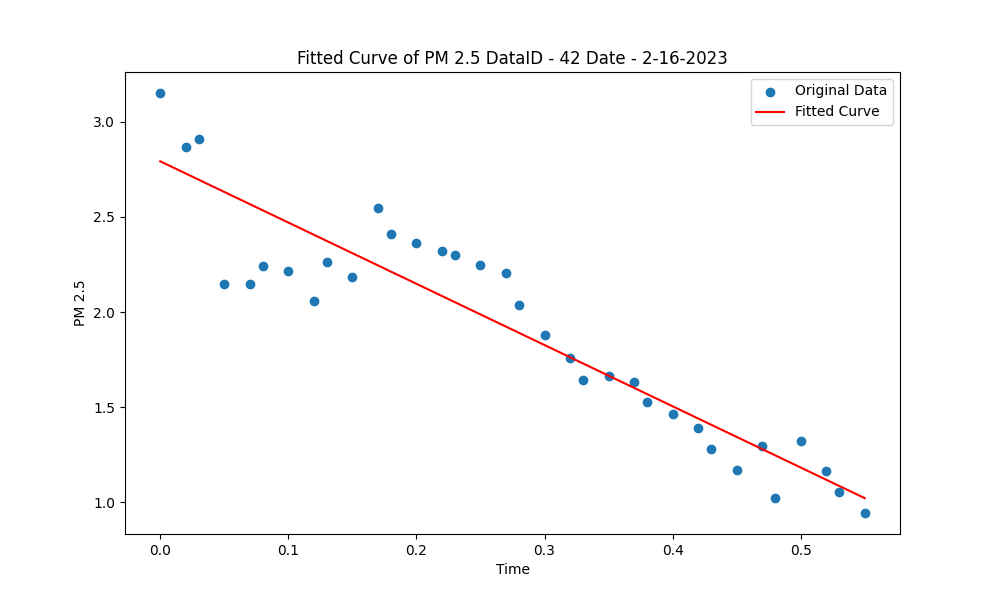 Fitted Curve of PM 2.5 DataID - 42 Date - 2-16-2023
Original Data
Fitted Curve
3.0
2.5
2.0
1.5
1.0
PM 2.5
0.0 0.1 0.2 0.3 0.4 0.5
Time